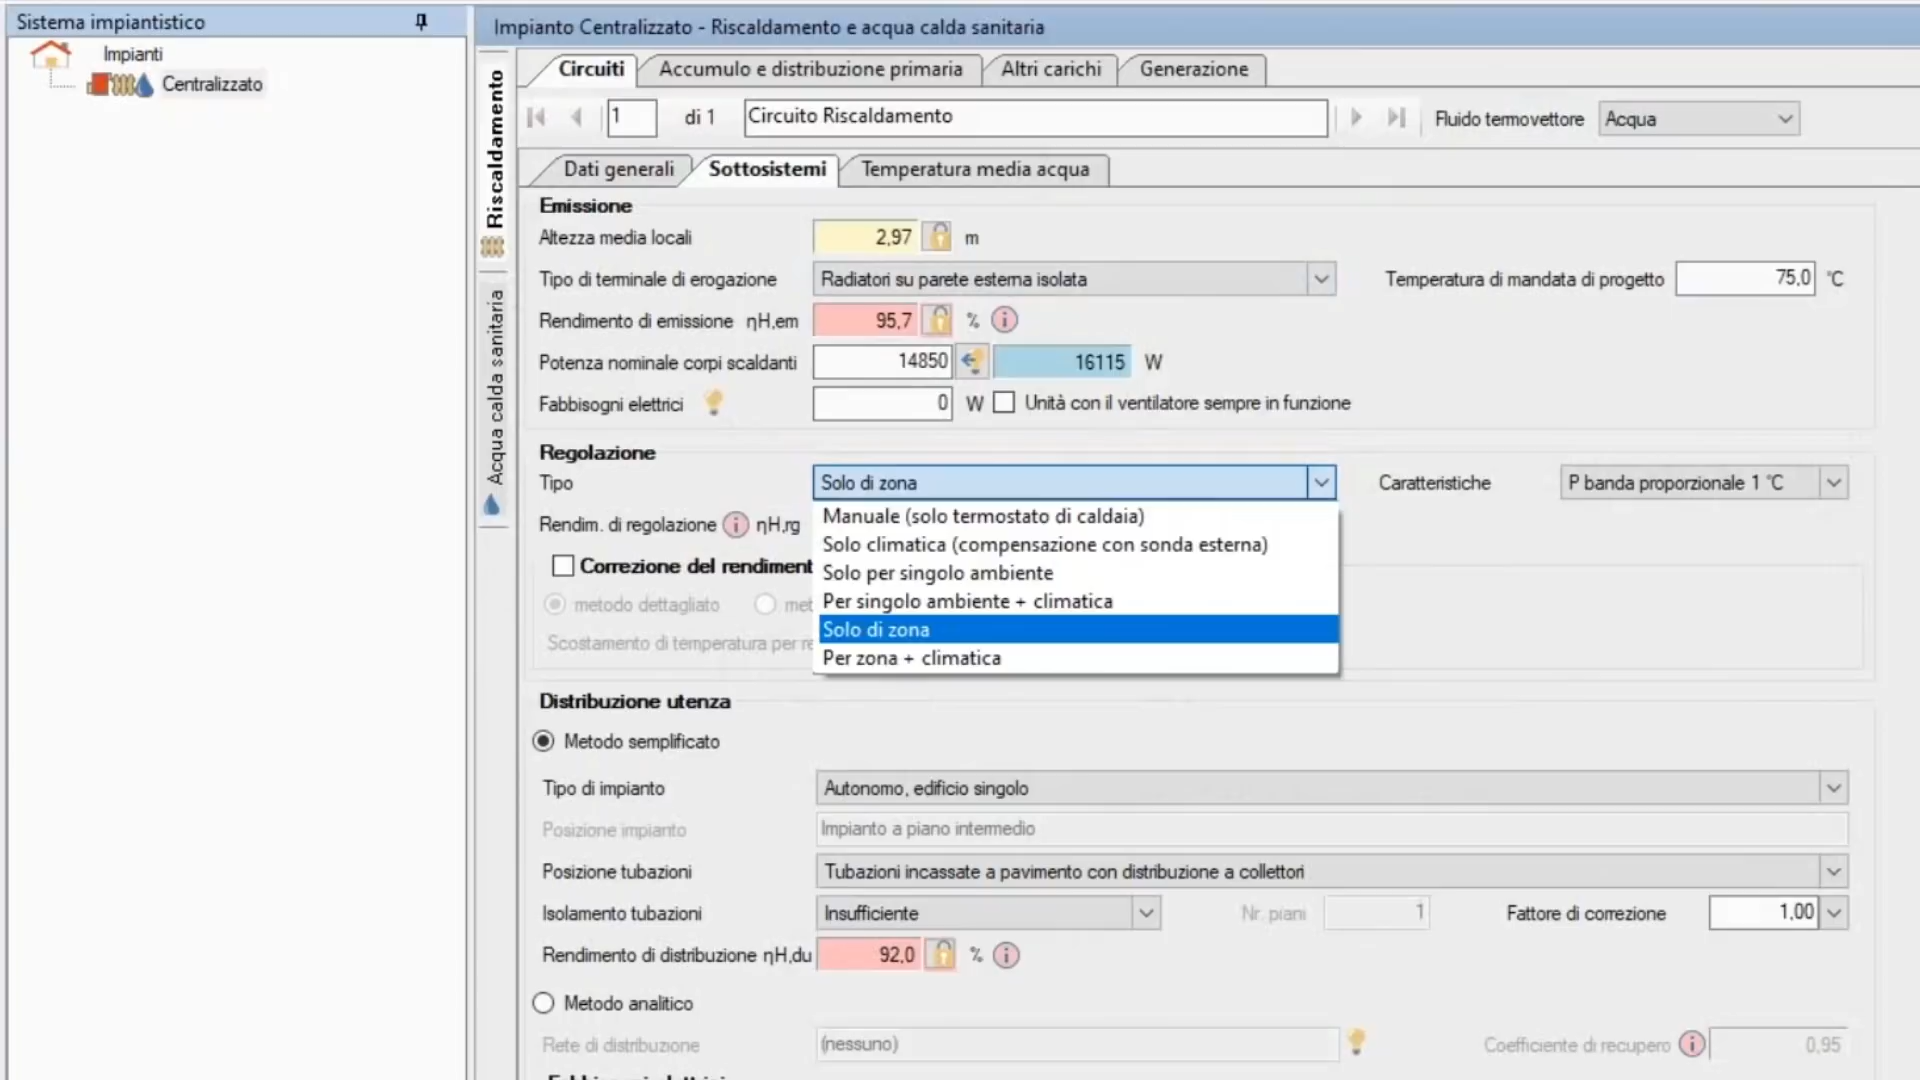 Sistema impiantistico
Impianti
Centralizzato
Impianto Centralizzato - Riscaldamento e acqua calda sanitaria
Riscaldamento
Acqua calda sanitaria
Circuiti
Accumulo e distribuzione primaria
Altri carichi
Generazione
1 di 1 Circuito Riscaldamento Fluido termovettore Acqua
Dati generali
Sottosistemi
Temperatura media acqua
Emissione
Altezza media locali 2,97 m
Tipo di terminale di erogazione Radiatori su parete esterna isolata Temperatura di mandata di progetto 75,0 °C
Rendimento di emissione ηH,em 95,7 %
Potenza nominale corpi scaldanti 14850 16115 W
Fabbisogni elettrici 0 W Unità con il ventilatore sempre in funzione
Regolazione
Tipo Solo di zona Caratteristiche P banda proporzionale 1 °C
Manuale (solo termostato di caldaia)
Rendim. di regolazione ηH,rg
Solo climatica (compensazione con sonda esterna)
Correzione del rendiment
Solo per singolo ambiente
metodo dettagliato met
Per singolo ambiente + climatica
Solo di zona
Scostamento di temperatura per re
Per zona + climatica
Distribuzione utenza
Metodo semplificato
Tipo di impianto Autonomo, edificio singolo
Posizione impianto Impianto a piano intermedio
Posizione tubazioni Tubazioni incassate a pavimento con distribuzione a collettori
Isolamento tubazioni Insufficiente Nr. piani 1 Fattore di correzione 1,00
Rendimento di distribuzione ηH,du 92,0 %
Metodo analitico
Rete di distribuzione (nessuno) Coefficiente di recupero 0,95